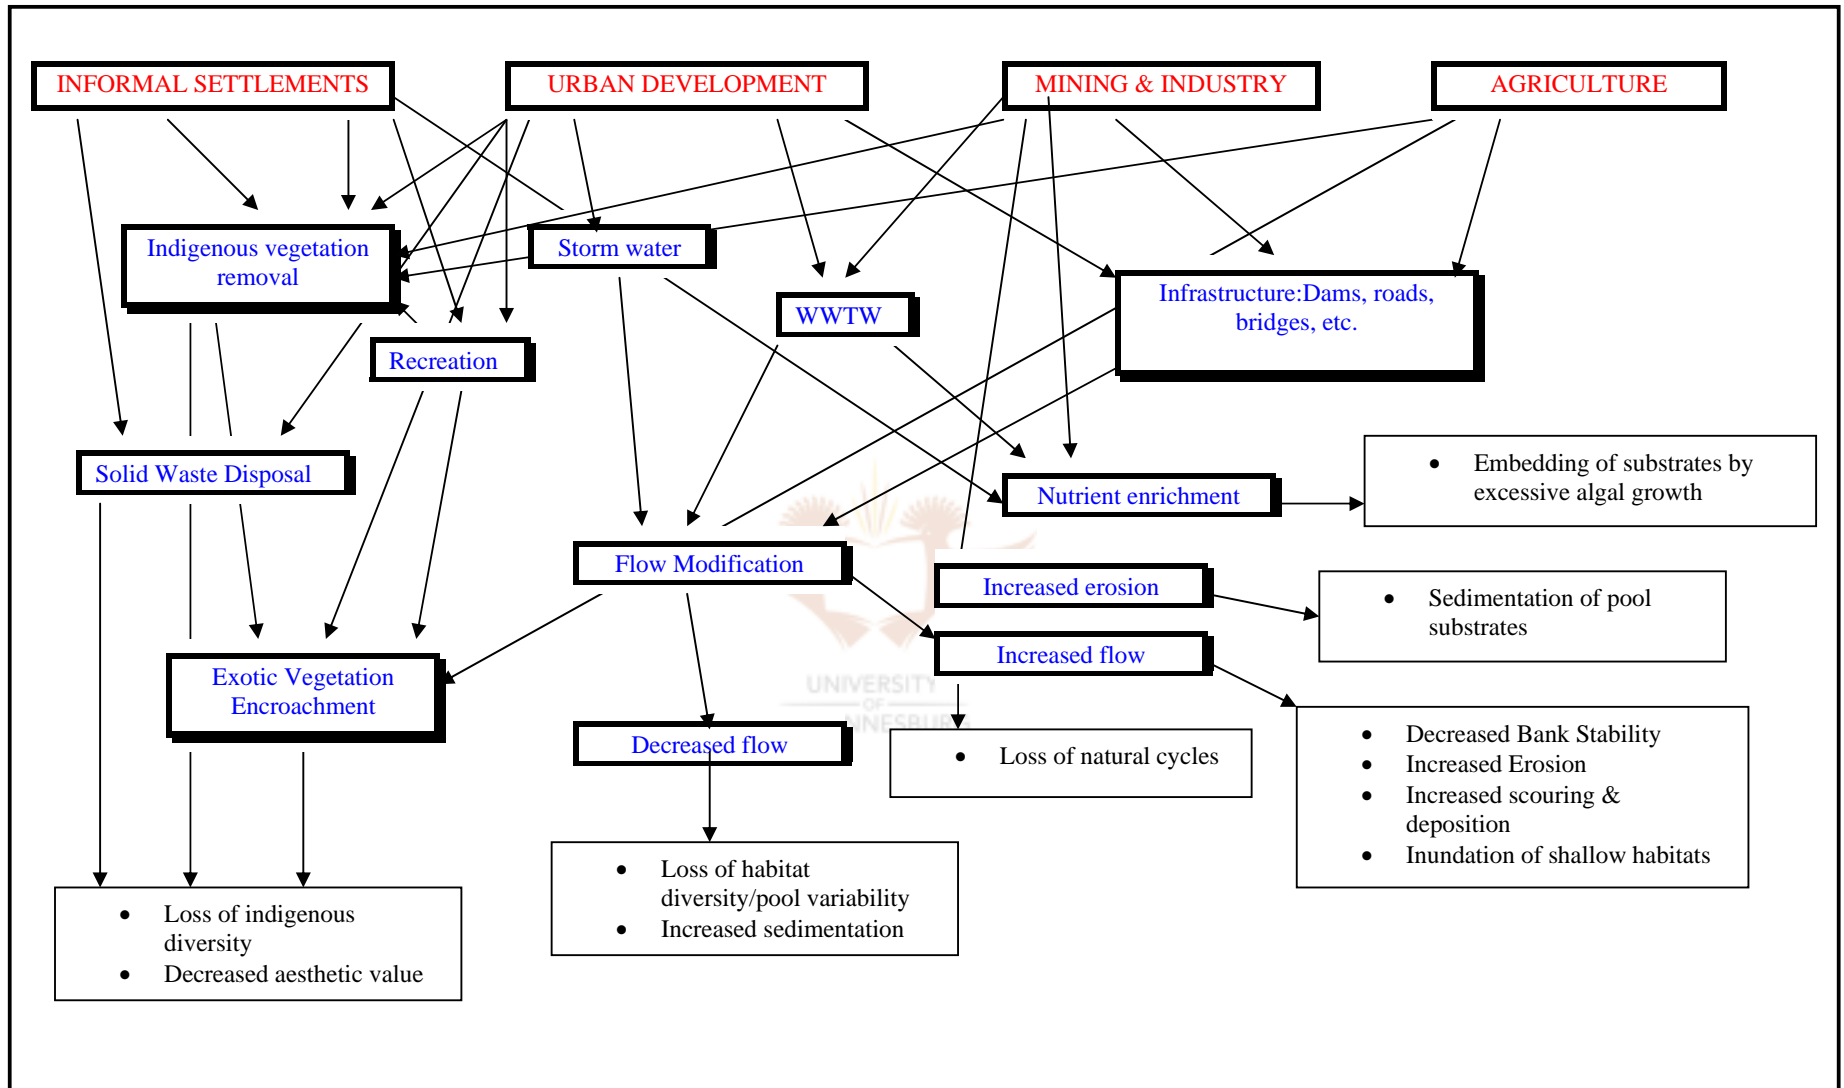 INFORMAL SETTLEMENTS
URBAN DEVELOPMENT
MINING & INDUSTRY
AGRICULTURE
Indigenous vegetation
removal
Storm water
WWTW
Infrastructure:Dams, roads,
bridges, etc.
Recreation
Solid Waste Disposal
Nutrient enrichment
• Embedding of substrates by
excessive algal growth
Flow Modification
Increased erosion
• Sedimentation of pool
substrates
Increased flow
Exotic Vegetation
Encroachment
UNIVERSITY
OF
NNESBURG
Decreased flow
• Loss of natural cycles
• Decreased Bank Stability
• Increased Erosion
• Increased scouring &
deposition
• Inundation of shallow habitats
• Loss of habitat
diversity/pool variability
• Increased sedimentation
• Loss of indigenous
diversity
• Decreased aesthetic value